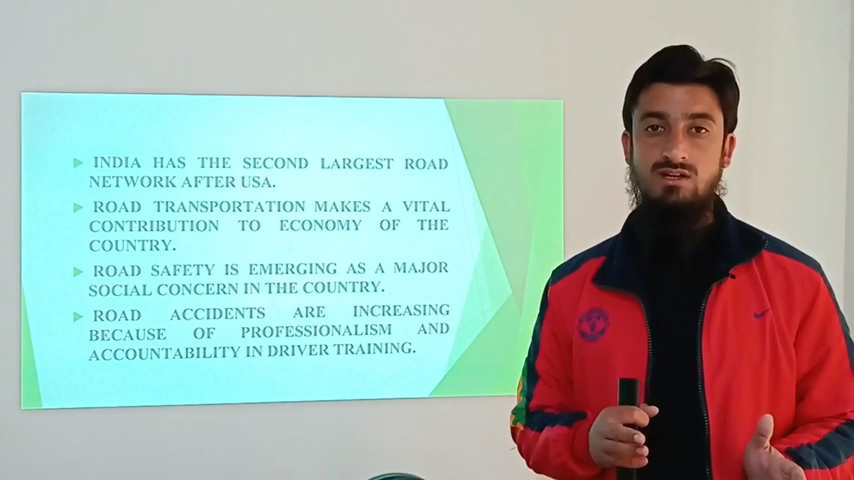 INDIA HAS THE SECOND LARGEST ROAD
NETWORK AFTER USA.
ROAD TRANSPORTATION MAKES A VITAL
CONTRIBUTION TO ECONOMY OF THE
COUNTRY.
ROAD SAFETY IS EMERGING AS A MAJOR
SOCIAL CONCERN IN THE COUNTRY.
ROAD ACCIDENTS ARE INCREASING
BECAUSE OF PROFESSIONALISM AND
ACCOUNTABILITY IN DRIVER TRAINING.